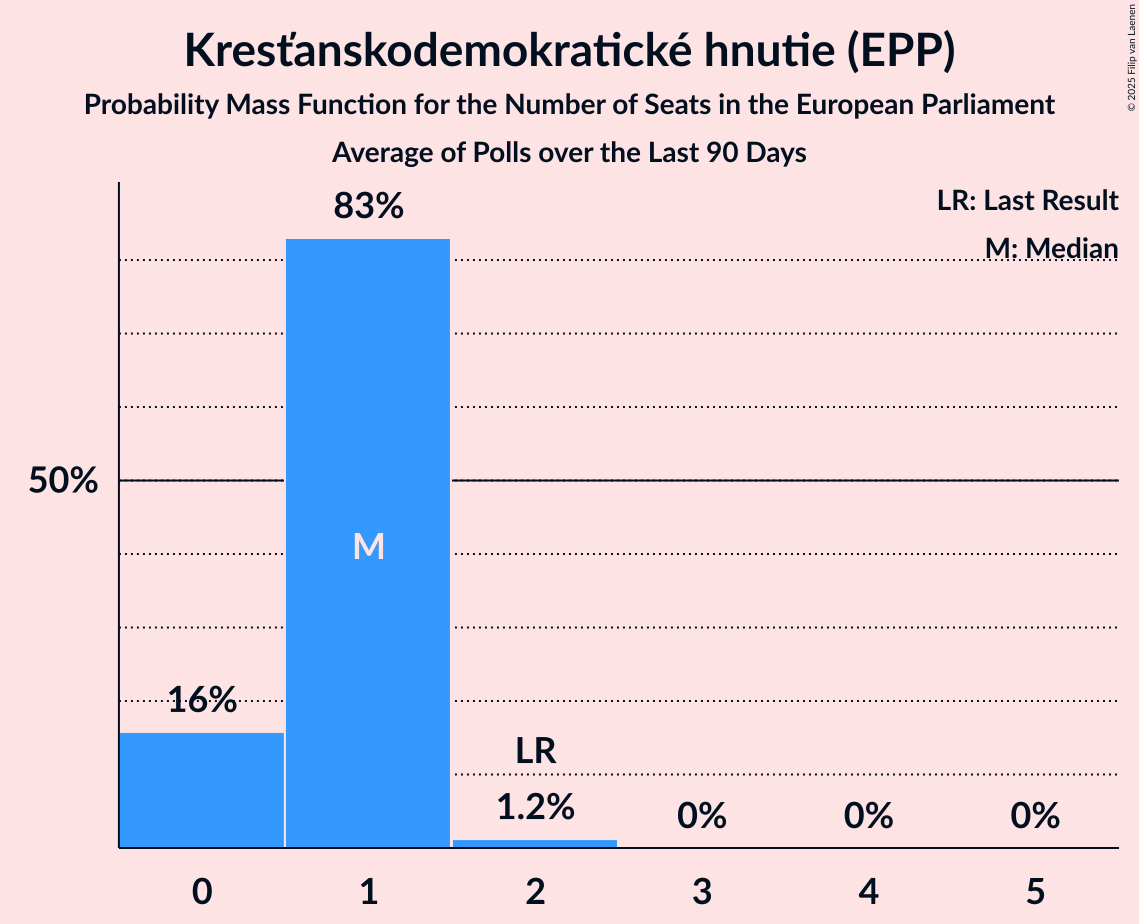 Kresťanskodemokratické hnutie (EPP)
Probability Mass Function for the Number of Seats in the European Parliament
Average of Polls over the Last 90 Days
© 2025 Filip van Laenen
LR: Last Result
M: Median
83%
50%
M
16%
LR
1.2%
0%
0%
0%
0
1
2
3
4
5